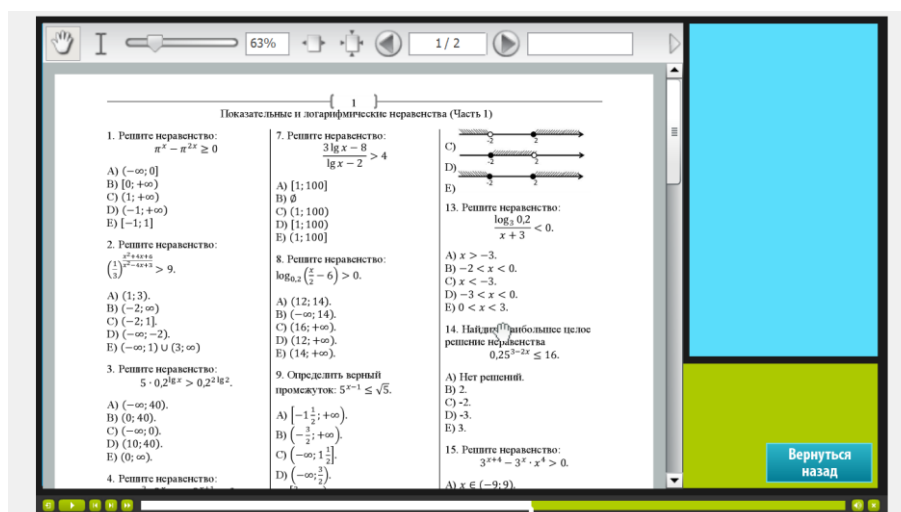 63%
1 / 2
1
Показательные и логарифмические неравенства (Часть 1)
1. Решите неравенство:
π^x − π^{2x} ≥ 0
A) (−∞; 0]
B) [0; +∞)
C) (1; +∞)
D) (−1; +∞)
E) [−1; 1]
2. Решите неравенство:
(1/3)^{(x²+4x+4)/(x²−4x+3)} > 9.
A) (1; 3).
B) (−2; ∞)
C) (−2; 1].
D) (−∞; −2).
E) (−∞; 1) ∪ (3; ∞)
3. Решите неравенство:
5 · 0,2^{lg x} > 0,2^{2 lg 2}.
A) (−∞; 40).
B) (0; 40).
C) (−∞; 0).
D) (10; 40).
E) (0; ∞).
4. Решите неравенство:
7. Решите неравенство:
3 lg x − 8
lg x − 2 > 4
A) [1; 100]
B) ∅
C) (1; 100)
D) [1; 100)
E) (1; 100]
8. Решите неравенство:
log_{0,2} (x/2 − 6) > 0.
A) (12; 14).
B) (−∞; 14).
C) (16; +∞).
D) (12; +∞).
E) (14; +∞).
9. Определить верный
промежуток: 5^{x−1} ≤ √5.
A) [−1 1/2; +∞).
B) (−3/2; +∞).
C) (−∞; 1 1/2].
D) (−∞; 3/2).
-2 2
C)
-2 2
D)
-2 2
E)
13. Решите неравенство:
log_3 0,2
x + 3 < 0.
A) x > −3.
B) −2 < x < 0.
C) x < −3.
D) −3 < x < 0.
E) 0 < x < 3.
14. Найдите наибольшее целое
решение неравенства
0,25^{3−2x} ≤ 16.
A) Нет решений.
B) 2.
C) -2.
D) -3.
E) 3.
15. Решите неравенство:
3^{x+4} − 3^x · x^4 > 0.
A) x ∈ (−9; 9).
Вернуться
назад